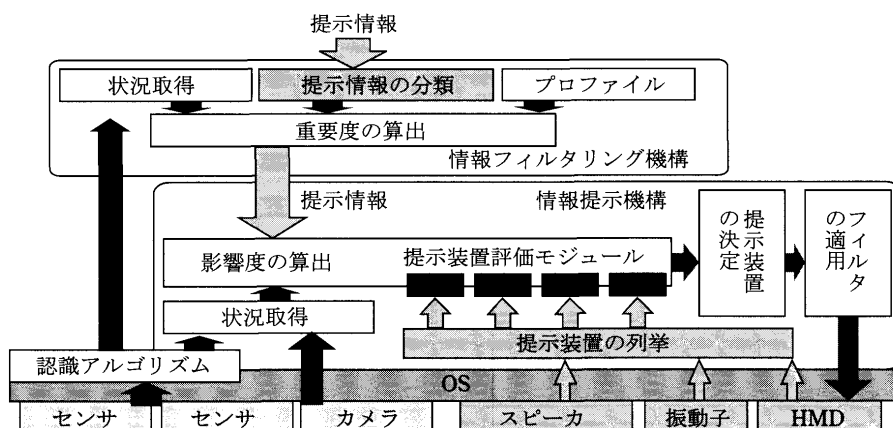 提示情報
状況取得
提示情報の分類
プロファイル
重要度の算出
情報フィルタリング機構
提示情報
情報提示機構
影響度の算出
提示装置評価モジュール
提示装置の決定
フィルタの適用
状況取得
提示装置の列挙
認識アルゴリズム
OS
センサ
センサ
カメラ
スピーカ
振動子
HMD